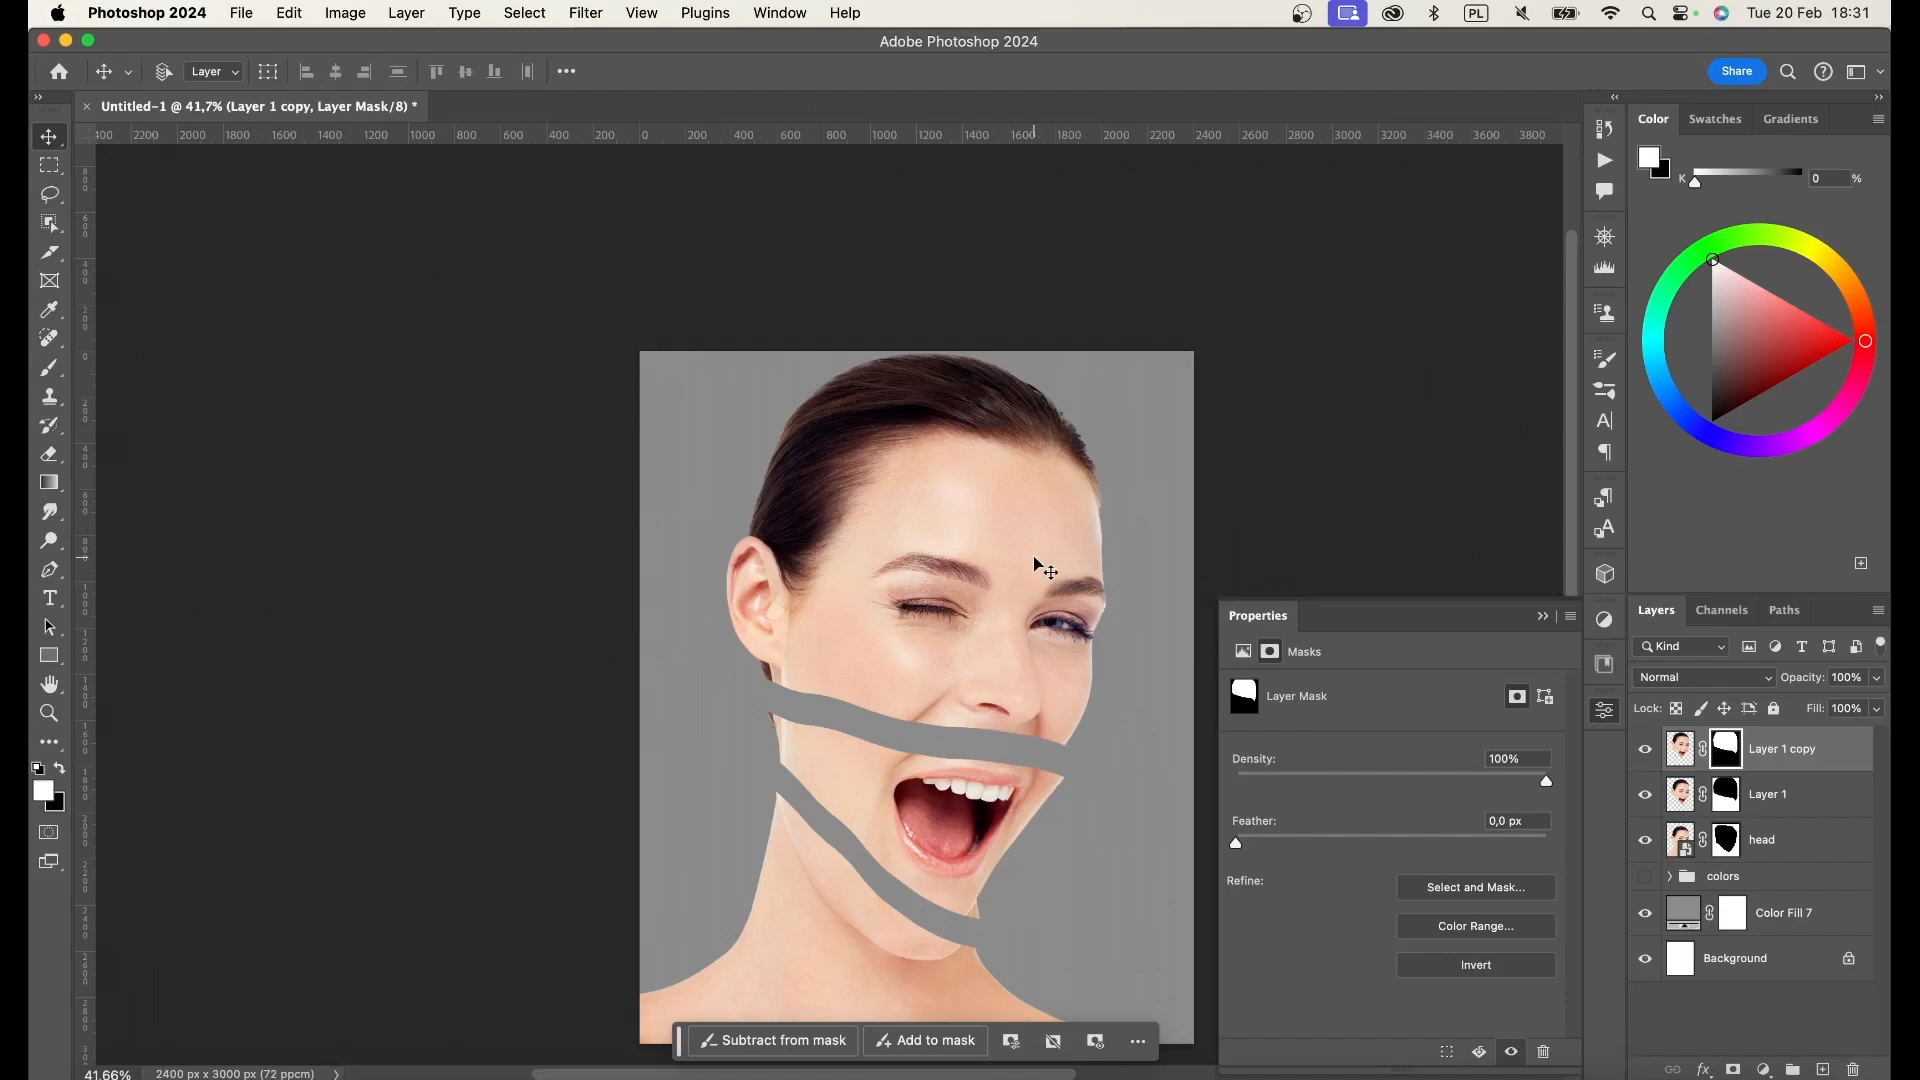 Photoshop 2024 File Edit Image Layer Type Select Filter View Plugins Window Help PL Tue 20 Feb 18:31
Adobe Photoshop 2024
Layer Share
× Untitled-1 @ 41,7% (Layer 1 copy, Layer Mask/8) *
400 2200 2000 1800 1600 1400 1200 1000 800 600 400 200 0 200 400 600 800 1000 1200 1400 1600 1800 2000 2200 2400 2600 2800 3000 3200 3400 3600 3800
Color Swatches Gradients
K 0 %
Properties
Masks
Layer Mask
Density: 100%
Feather: 0,0 px
Refine:
Select and Mask...
Color Range...
Invert
Layers Channels Paths
Kind
Normal Opacity: 100%
Lock: Fill: 100%
Layer 1 copy
Layer 1
head
colors
Color Fill 7
Background
Subtract from mask Add to mask
41.66% 2400 px x 3000 px (72 ppcm)